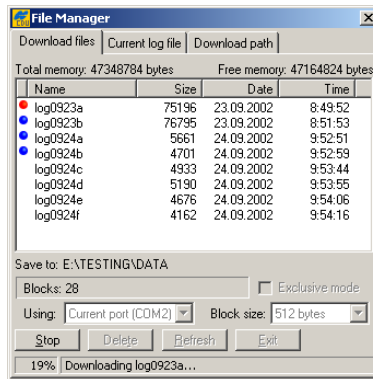 CDU File Manager
Download files Current log file Download path
Total memory: 47348784 bytes Free memory: 47164824 bytes
Name Size Date Time
log0923a 75196 23.09.2002 8:49:52
log0923b 76795 23.09.2002 8:51:53
log0924a 5661 24.09.2002 9:52:51
log0924b 4701 24.09.2002 9:52:59
log0924c 4933 24.09.2002 9:53:44
log0924d 5190 24.09.2002 9:53:55
log0924e 4676 24.09.2002 9:54:06
log0924f 4162 24.09.2002 9:54:16
Save to: E:\TESTING\DATA
Blocks: 28 Exclusive mode
Using: Current port (COM2) Block size: 512 bytes
Stop Delete Refresh Exit
19% Downloading log0923a...